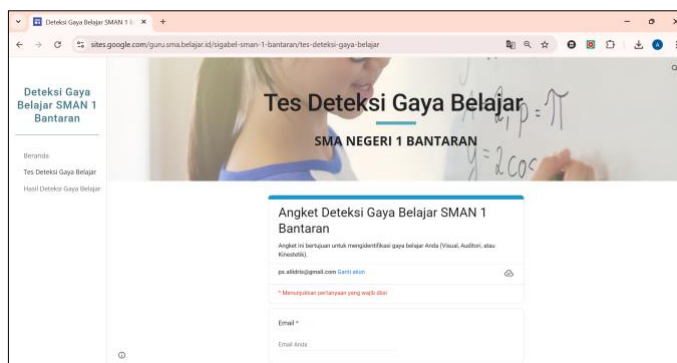 Deteksi Gaya Belajar SMAN 1 B
sites.google.com/guru.sma.belajar.id/sigabel-sman-1-bantaran/tes-deteksi-gaya-belajar
Deteksi Gaya
Belajar SMAN 1
Bantaran
Beranda
Tes Deteksi Gaya Belajar
Hasil Deteksi Gaya Belajar
Tes Deteksi Gaya Belajar
SMA NEGERI 1 BANTARAN
p = π
y = 2 cos
Angket Deteksi Gaya Belajar SMAN 1
Bantaran
Angket ini bertujuan untuk mengidentifikasi gaya belajar Anda (Visual, Auditori, atau
Kinestetik).
ps.aliidris@gmail.com Ganti akun
* Menunjukkan pertanyaan yang wajib diisi
Email *
Email Anda